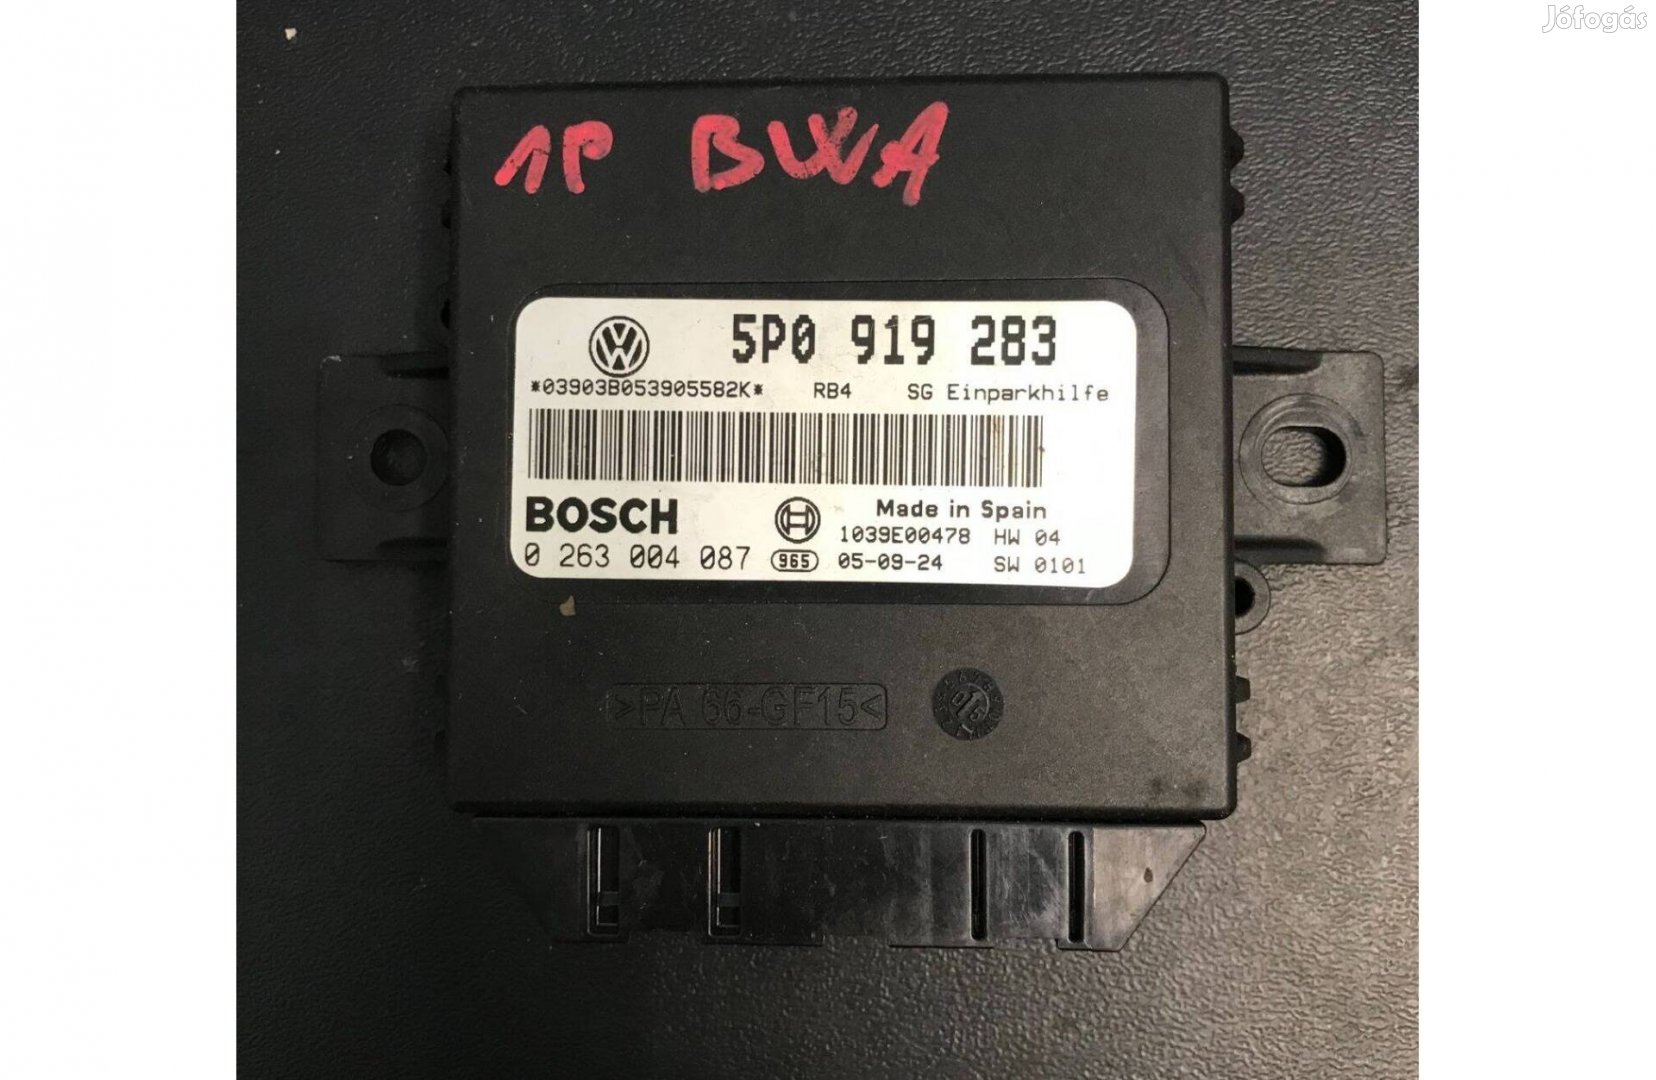 Jófogás
1P BWA
5P0 919 283
*03903B053905582K* RB4 SG Einparkhilfe
BOSCH Made in Spain
1039E00478 HW 04
0 263 004 087 965 05-09-24 SW 0101
>PA 66-GF15<